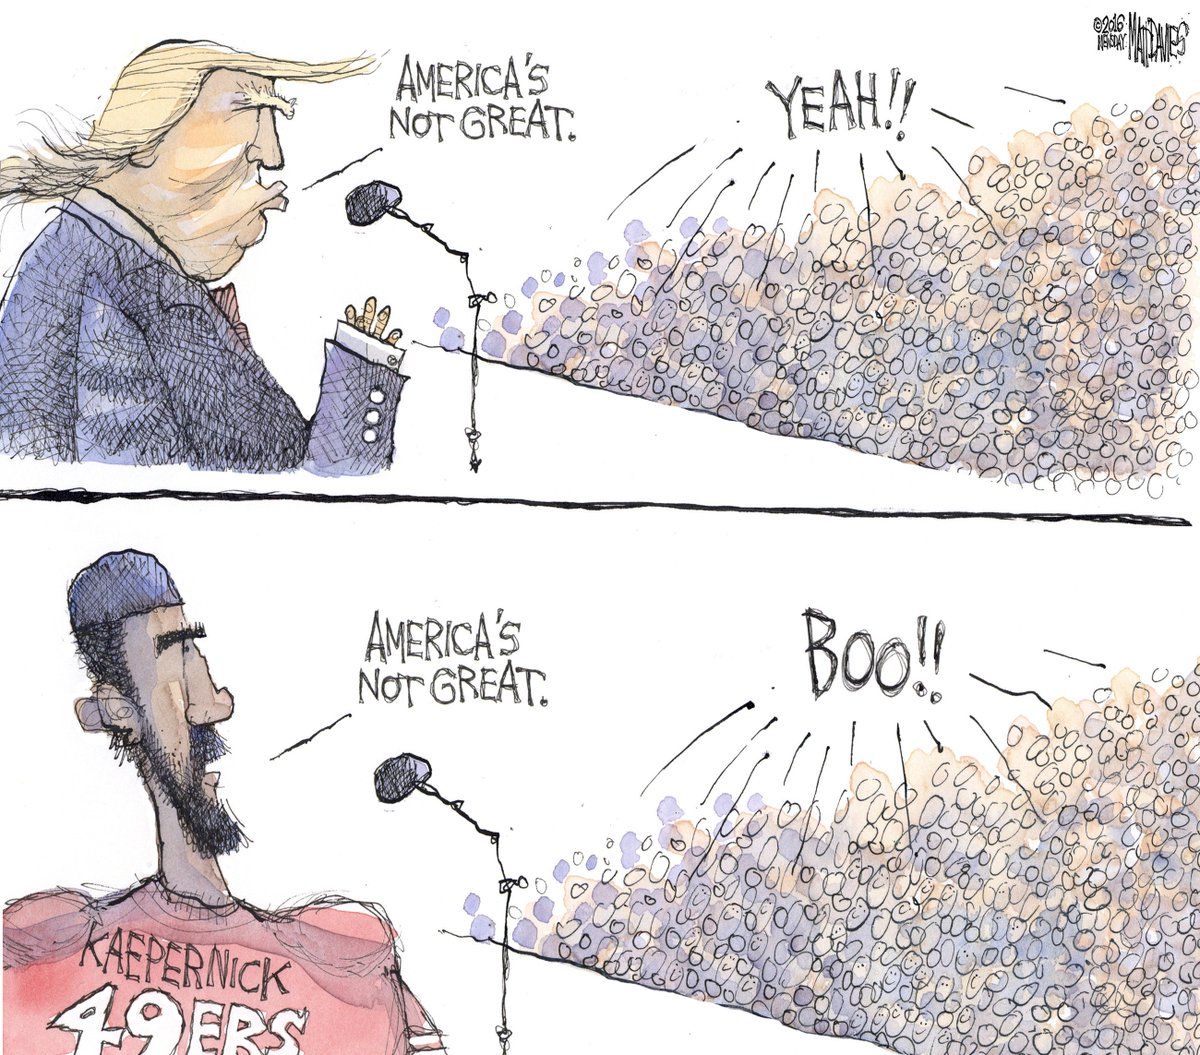 ©2016
NEWSDAY
MATT DAVIES
AMERICA'S
NOT GREAT.
YEAH!!
AMERICA'S
NOT GREAT.
BOO!!
KAEPERNICK
49ERS